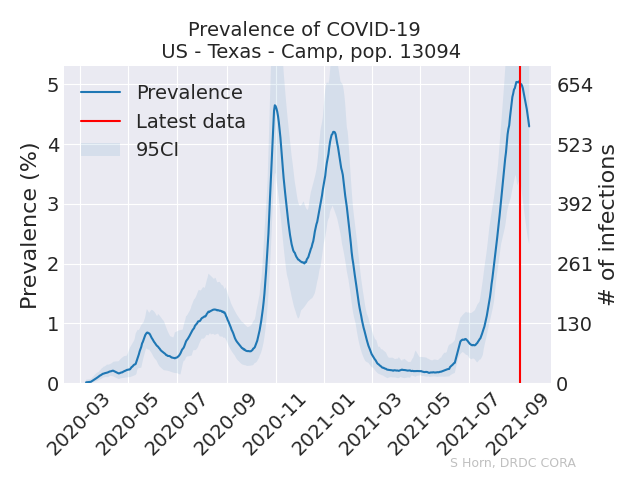 Prevalence of COVID-19
US - Texas - Camp, pop. 13094
Prevalence
Latest data
95CI
Prevalence (%)
5
4
3
2
1
0
# of infections
654
523
392
261
130
0
2020-03
2020-05
2020-07
2020-09
2020-11
2021-01
2021-03
2021-05
2021-07
2021-09
S Horn, DRDC CORA